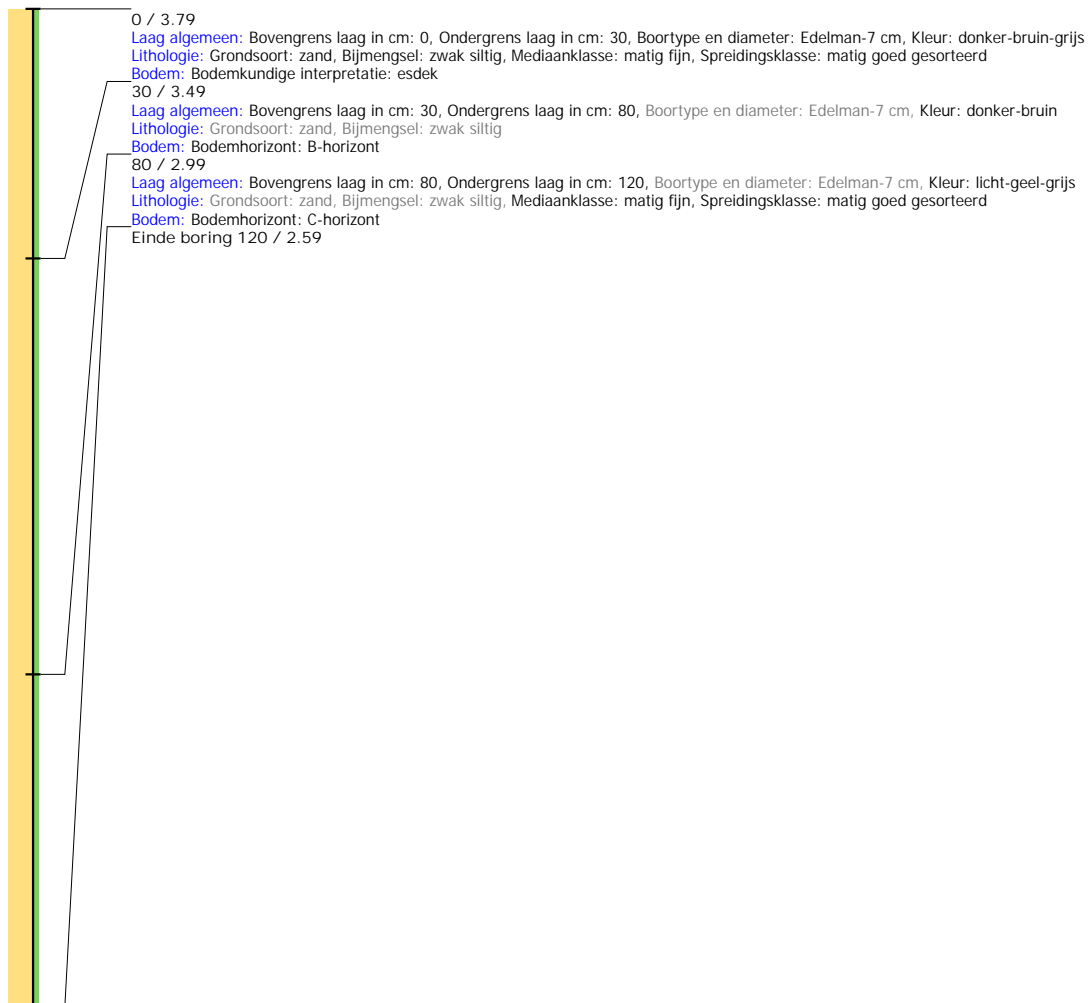 0 / 3.79
Laag algemeen: Bovengrens laag in cm: 0, Ondergrens laag in cm: 30, Boortype en diameter: Edelman-7 cm, Kleur: donker-bruin-grijs
Lithologie: Grondsoort: zand, Bijmengsel: zwak siltig, Mediaanklasse: matig fijn, Spreidingsklasse: matig goed gesorteerd
Bodem: Bodemkundige interpretatie: esdek
30 / 3.49
Laag algemeen: Bovengrens laag in cm: 30, Ondergrens laag in cm: 80, Boortype en diameter: Edelman-7 cm, Kleur: donker-bruin
Lithologie: Grondsoort: zand, Bijmengsel: zwak siltig
Bodem: Bodemhorizont: B-horizont
80 / 2.99
Laag algemeen: Bovengrens laag in cm: 80, Ondergrens laag in cm: 120, Boortype en diameter: Edelman-7 cm, Kleur: licht-geel-grijs
Lithologie: Grondsoort: zand, Bijmengsel: zwak siltig, Mediaanklasse: matig fijn, Spreidingsklasse: matig goed gesorteerd
Bodem: Bodemhorizont: C-horizont
Einde boring 120 / 2.59